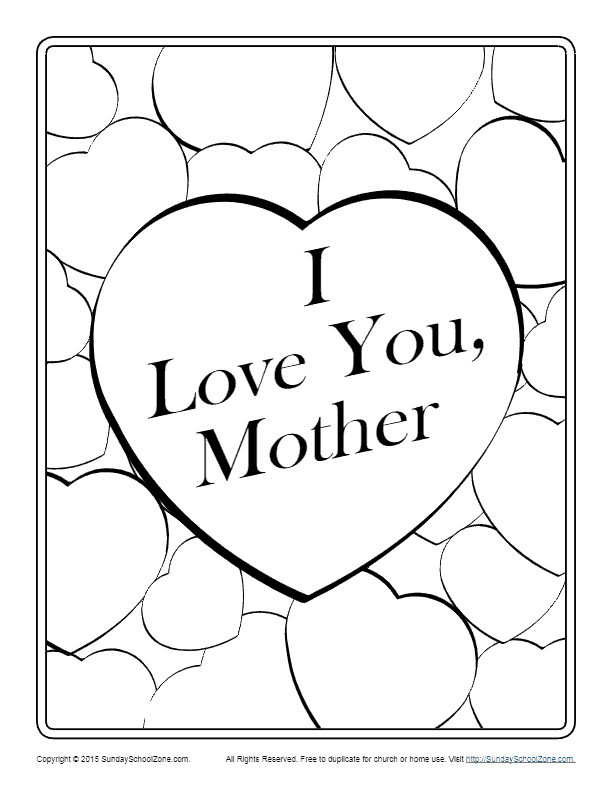 I
Love You,
Mother
Copyright © 2015 SundaySchoolZone.com. All Rights Reserved. Free to duplicate for church or home use. Visit http://SundaySchoolZone.com.